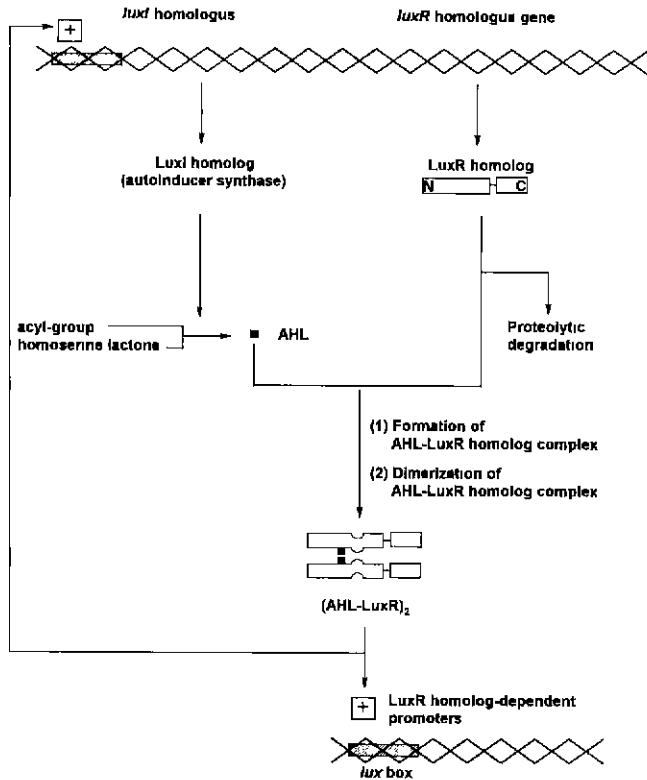 luxI homologus
luxR homologus gene
+
LuxI homolog
(autoinducer synthase)
LuxR homolog
N C
acyl-group
homoserine lactone
AHL
Proteolytic
degradation
(1) Formation of
AHL-LuxR homolog complex
(2) Dimerization of
AHL-LuxR homolog complex
(AHL-LuxR)2
+
LuxR homolog-dependent
promoters
lux box